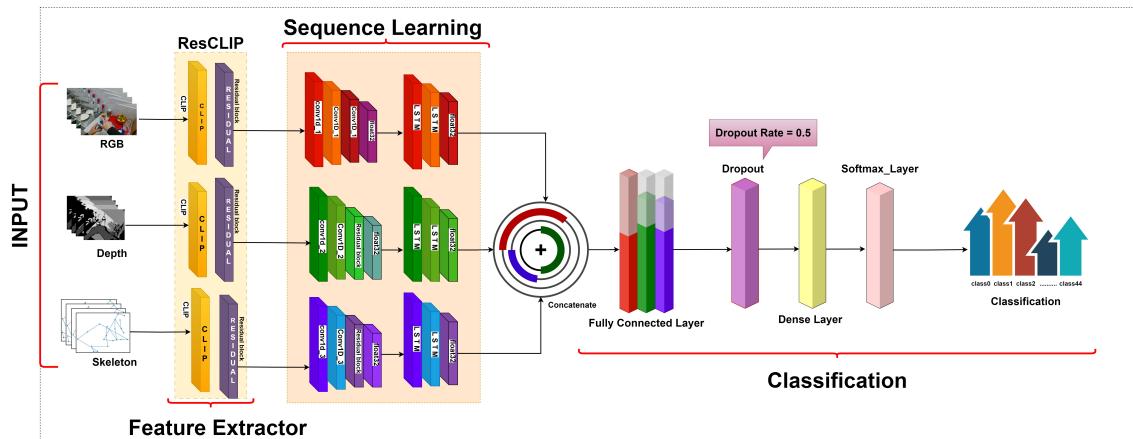 Sequence Learning
ResCLIP
INPUT
RGB
CLIP
CLIP
RESIDUAL
Residual block
conv1d_1
Conv1D_1
Conv1D_1
float32
LSTM
LSTM
float32
Depth
CLIP
CLIP
RESIDUAL
Residual block
Conv1d_2
Conv1D_2
Residual block
float32
LSTM
LSTM
float32
Skeleton
CLIP
CLIP
RESIDUAL
Residual block
conv1d_3
Conv1D_3
Residual block
float32
LSTM
LSTM
float32
Feature Extractor
+
Concatenate
Fully Connected Layer
Dropout Rate = 0.5
Dropout
Dense Layer
Softmax_Layer
class0 class1 class2 .......... class44
Classification
Classification